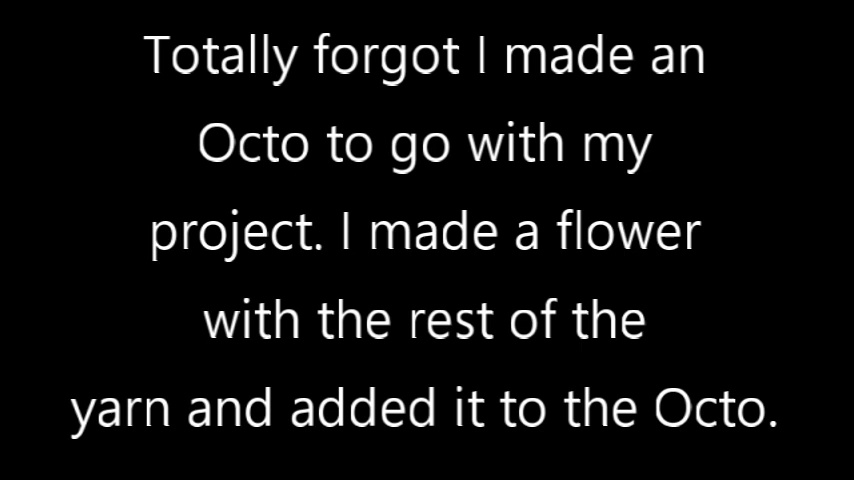 Totally forgot I made an
Octo to go with my
project. I made a flower
with the rest of the
yarn and added it to the Octo.